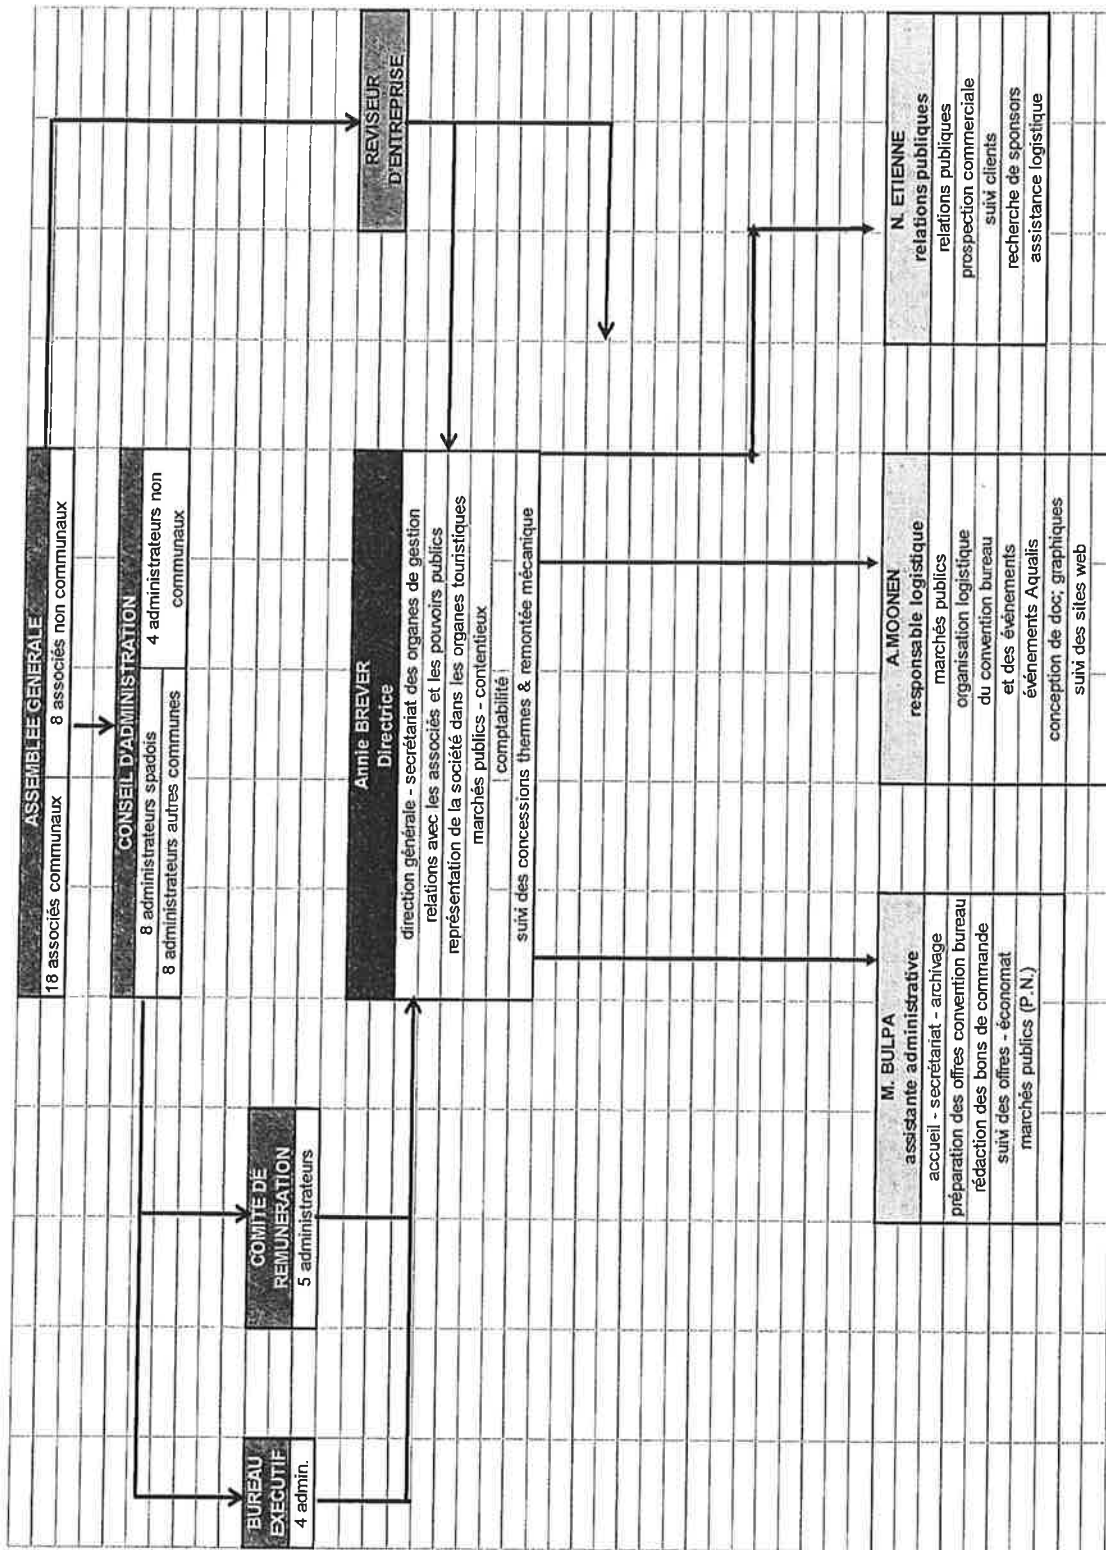 ASSEMBLEE GENERALE
18 associés communaux
8 associés non communaux
CONSEIL D'ADMINISTRATION
8 administrateurs spadois
8 administrateurs autres communes
4 administrateurs non
communaux
BUREAU
EXECUTIF
4 admin.
COMITE DE
REMUNERATION
5 administrateurs
REVISEUR
D'ENTREPRISE
Annie BREVER
Directrice
direction générale - secrétariat des organes de gestion
relations avec les associés et les pouvoirs publics
représentation de la société dans les organes touristiques
marchés publics - contentieux
comptabilité
suivi des concessions thermes & remontée mécanique
M. BULPA
assistante administrative
accueil - secrétariat - archivage
préparation des offres convention bureau
rédaction des bons de commande
suivi des offres - économat
marchés publics (P.N.)
A.MOONEN
responsable logistique
marchés publics
organisation logistique
du convention bureau
et des événements
événements Aqualis
conception de doc; graphiques
suivi des sites web
N. ETIENNE
relations publiques
relations publiques
prospection commerciale
suivi clients
recherche de sponsors
assistance logistique